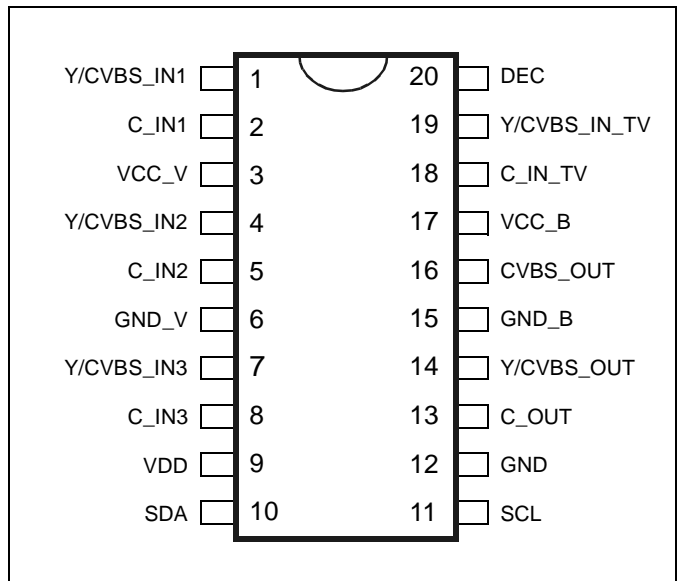 Y/CVBS_IN1 1 20 DEC
C_IN1 2 19 Y/CVBS_IN_TV
VCC_V 3 18 C_IN_TV
Y/CVBS_IN2 4 17 VCC_B
C_IN2 5 16 CVBS_OUT
GND_V 6 15 GND_B
Y/CVBS_IN3 7 14 Y/CVBS_OUT
C_IN3 8 13 C_OUT
VDD 9 12 GND
SDA 10 11 SCL